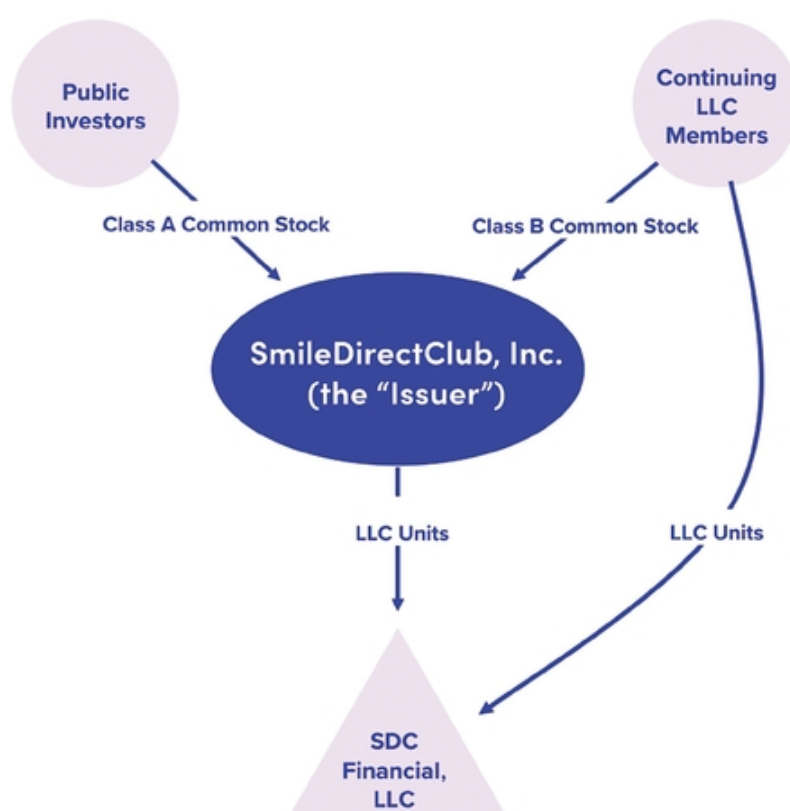 Public
Investors
Continuing
LLC
Members
Class A Common Stock
Class B Common Stock
SmileDirectClub, Inc.
(the “Issuer”)
LLC Units
LLC Units
SDC
Financial,
LLC